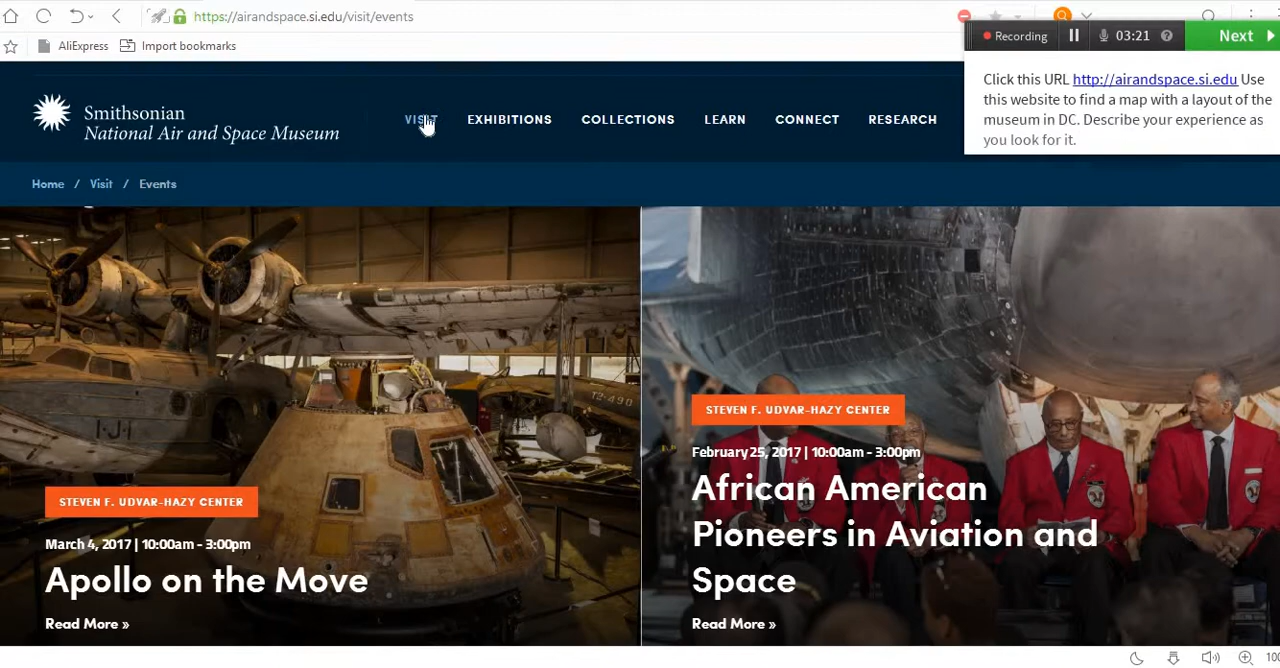 https://airandspace.si.edu/visit/events
AliExpress
Import bookmarks
Recording
03:21
Next
Click this URL http://airandspace.si.edu Use
this website to find a map with a layout of the
museum in DC. Describe your experience as
you look for it.
Smithsonian
National Air and Space Museum
VISIT
EXHIBITIONS
COLLECTIONS
LEARN
CONNECT
RESEARCH
Home / Visit / Events
STEVEN F. UDVAR-HAZY CENTER
March 4, 2017 | 10:00am - 3:00pm
Apollo on the Move
Read More »
STEVEN F. UDVAR-HAZY CENTER
February 25, 2017 | 10:00am - 3:00pm
African American
Pioneers in Aviation and
Space
Read More »
100